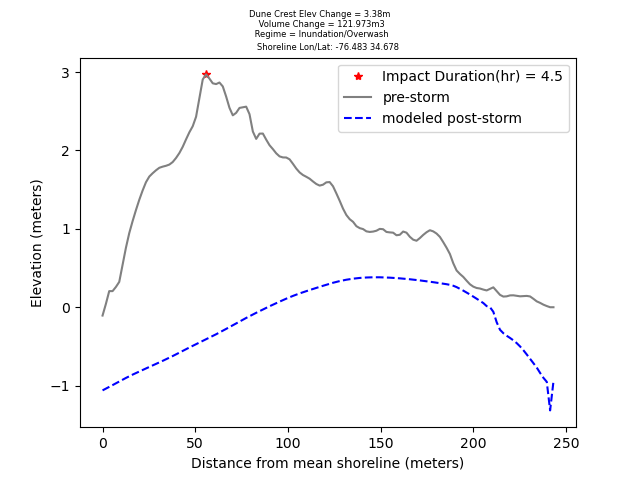 Dune Crest Elev Change = 3.38m
Volume Change = 121.973m3
Regime = Inundation/Overwash
Shoreline Lon/Lat: -76.483 34.678
Impact Duration(hr) = 4.5
pre-storm
modeled post-storm
Elevation (meters)
3
2
1
0
−1
0 50 100 150 200 250
Distance from mean shoreline (meters)